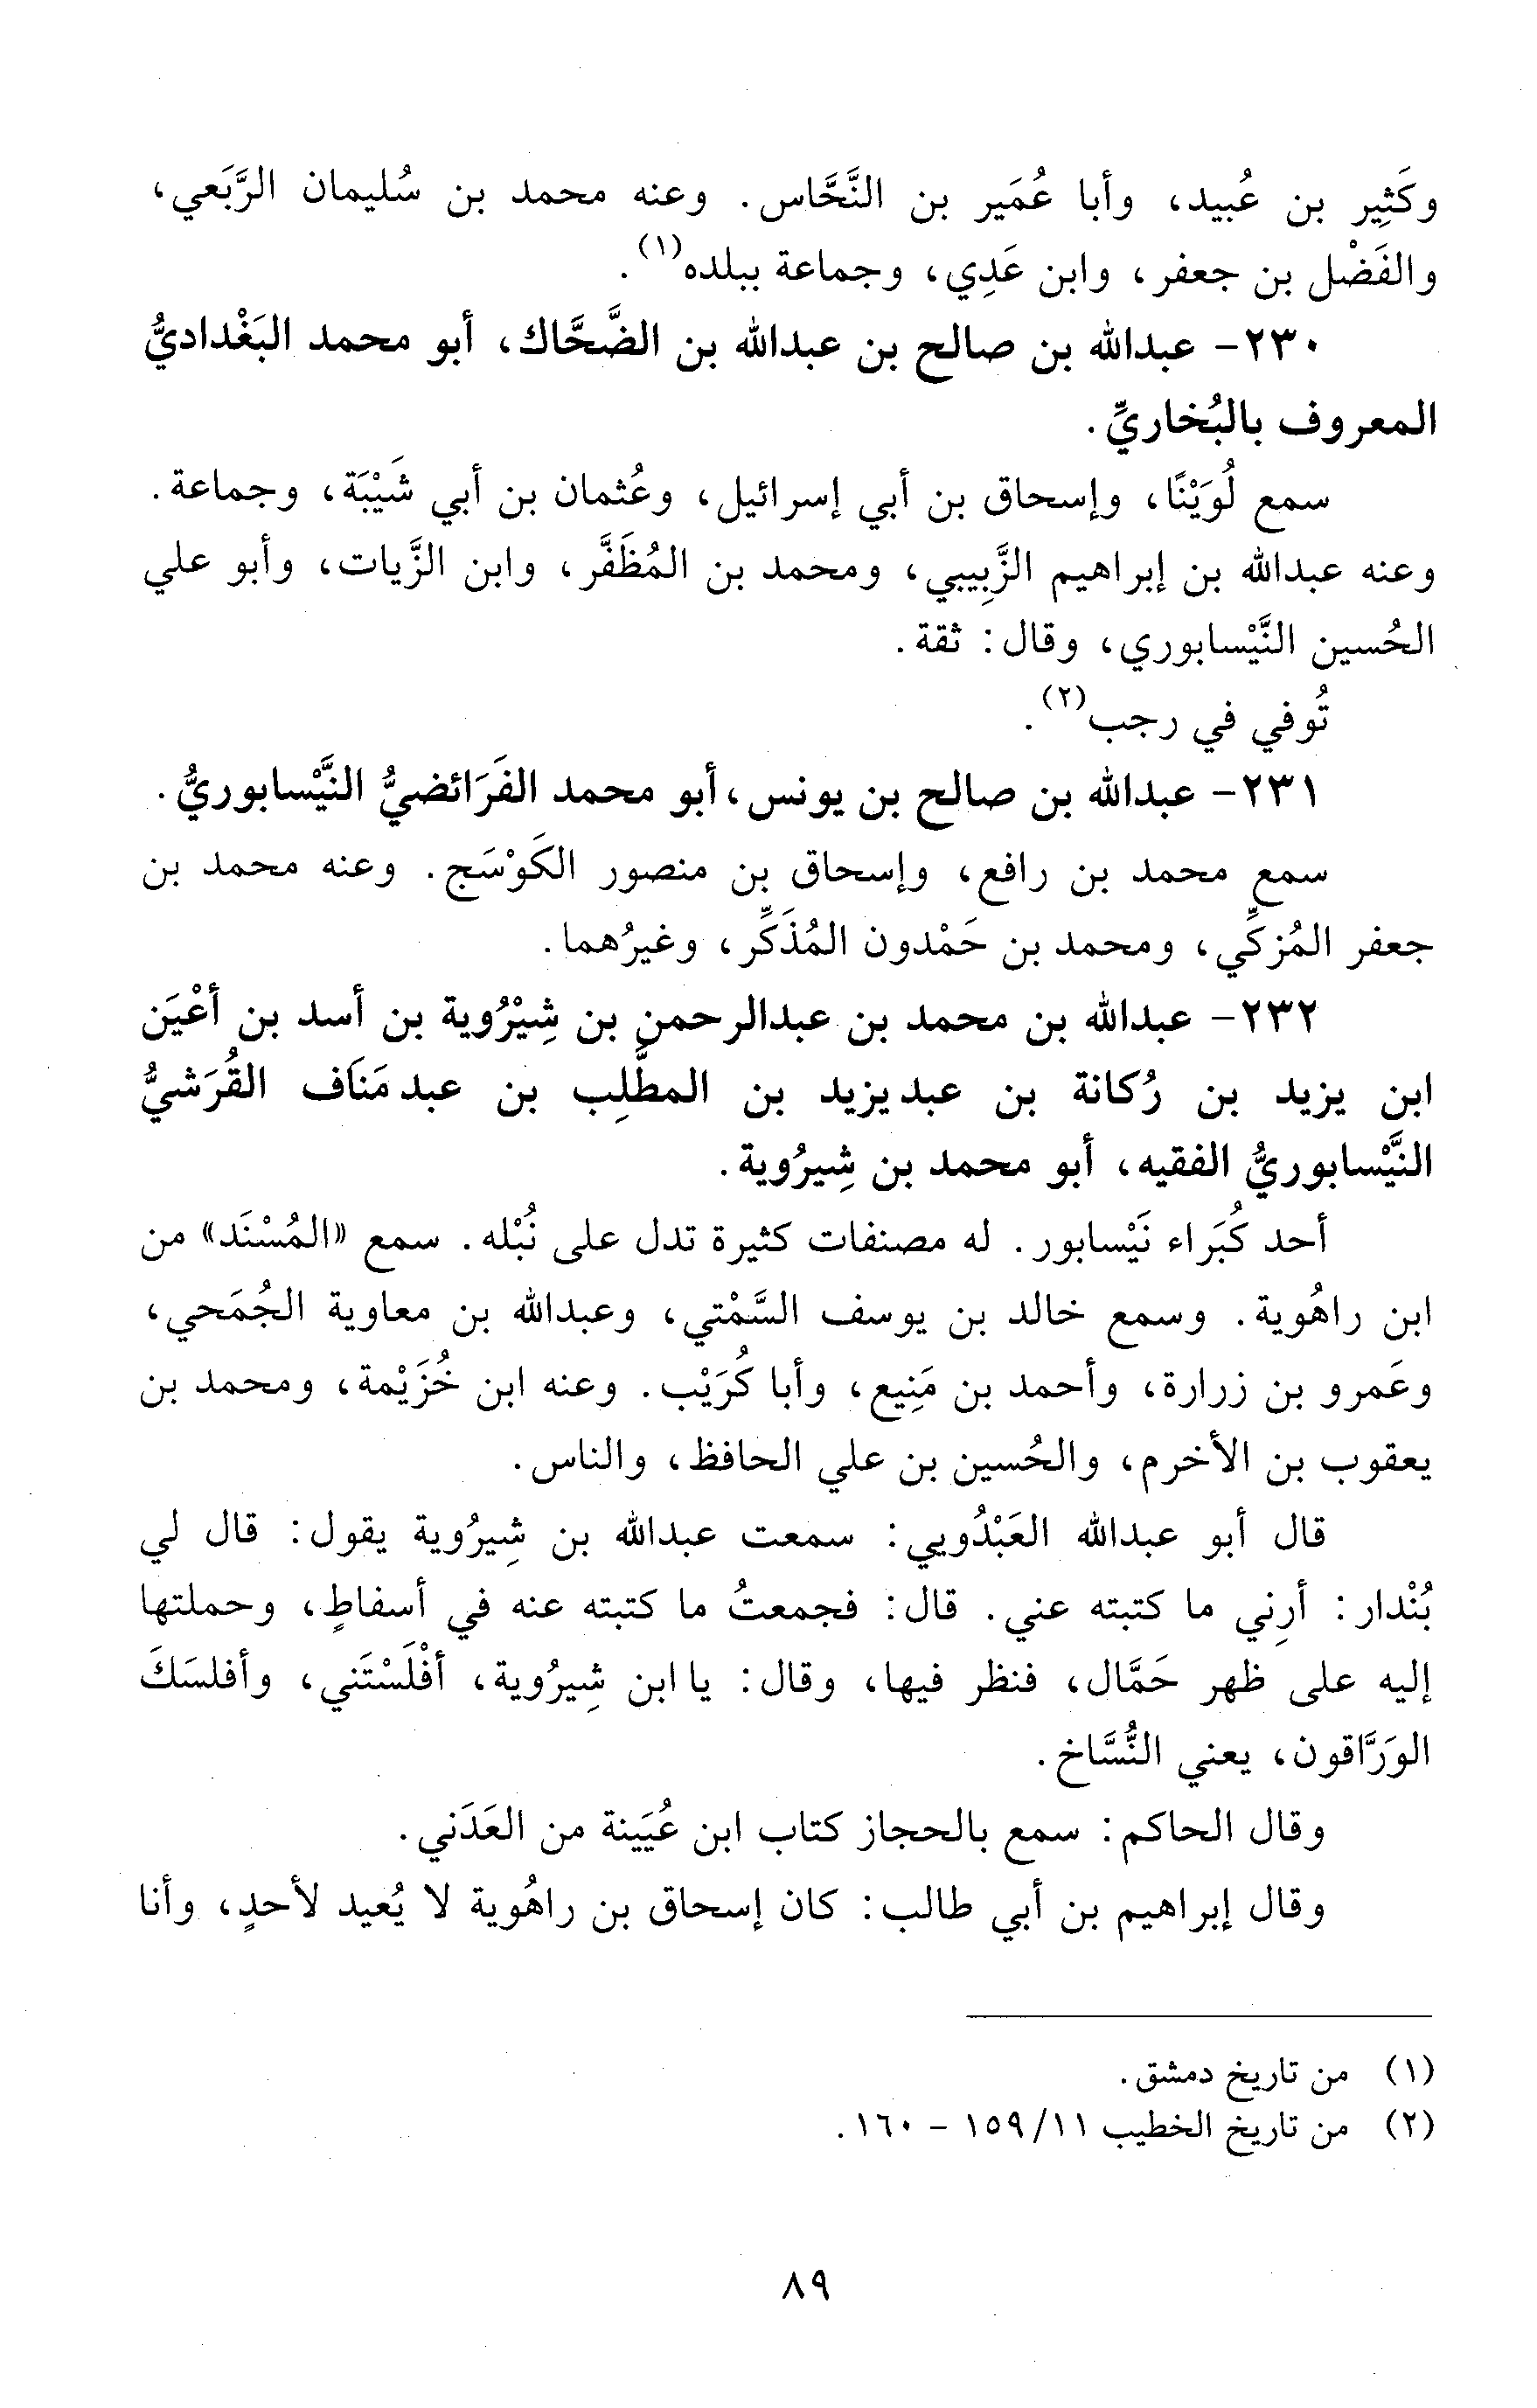 وكَثِير بن عُبيد، وأبا عُمَير بن النَّحَّاس. وعنه محمد بن سُليمان الرَّبَعي،
والفَضْل بن جعفر، وابن عَدِي، وجماعة ببلده(١).
٢٣٠- عبدالله بن صالح بن عبدالله بن الضَّحَّاك، أبو محمد البَغْداديُّ
المعروف بالبُخاريِّ.
سمع لُوَيْنًا، وإسحاق بن أبي إسرائيل، وعُثمان بن أبي شَيْبَة، وجماعة.
وعنه عبدالله بن إبراهيم الزَّبِيبي، ومحمد بن المُظَفَّر، وابن الزَّيات، وأبو علي
الحُسين النَّيْسابوري، وقال: ثقة.
تُوفي في رجب(٢).
٢٣١- عبدالله بن صالح بن يونس، أبو محمد الفَرَائضيُّ النَّيْسابوريُّ.
سمع محمد بن رافع، وإسحاق بن منصور الكَوْسَج. وعنه محمد بن
جعفر المُزكِّي، ومحمد بن حَمْدون المُذَكِّر، وغيرُهما.
٢٣٢- عبدالله بن محمد بن عبدالرحمن بن شِيْرُوية بن أسد بن أعْيَن
ابن يزيد بن رُكانة بن عبديزيد بن المطَّلِب بن عبد مَنَاف القُرَشيُّ
النَّيْسابوريُّ الفقيه، أبو محمد بن شِيرُوية.
أحد كُبَراء نَيْسابور. له مصنفات كثيرة تدل على نُبْله. سمع «المُسْنَد» من
ابن راهُوية. وسمع خالد بن يوسف السَّمْتي، وعبدالله بن معاوية الجُمَحي،
وعَمرو بن زرارة، وأحمد بن مَنِيع، وأبا كُرَيْب. وعنه ابن خُزَيْمة، ومحمد بن
يعقوب بن الأخرم، والحُسين بن علي الحافظ، والناس.
قال أبو عبدالله العَبْدُويي: سمعت عبدالله بن شِيرُوية يقول: قال لي
بُنْدار: أرِني ما كتبته عني. قال: فجمعتُ ما كتبته عنه في أسفاطٍ، وحملتها
إليه على ظهر حَمَّال، فنظر فيها، وقال: يا ابن شِيرُوية، أفْلَسْتَني، وأفلسَكَ
الوَرَّاقون، يعني النُّسَّاخ.
وقال الحاكم: سمع بالحجاز كتاب ابن عُيَينة من العَدَني.
وقال إبراهيم بن أبي طالب: كان إسحاق بن راهُوية لا يُعيد لأحدٍ، وأنا
(١) من تاريخ دمشق.
(٢) من تاريخ الخطيب ١١/ ١٥٩ - ١٦٠.
٨٩